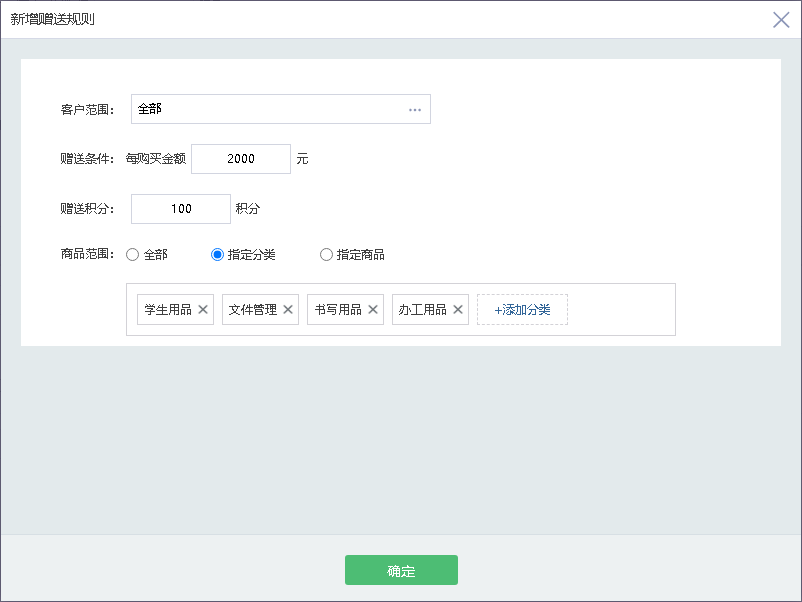 新增赠送规则
客户范围： 全部 ...
赠送条件： 每购买金额 2000 元
赠送积分： 100 积分
商品范围： 全部 指定分类 指定商品
学生用品 文件管理 书写用品 办工用品 +添加分类
确定